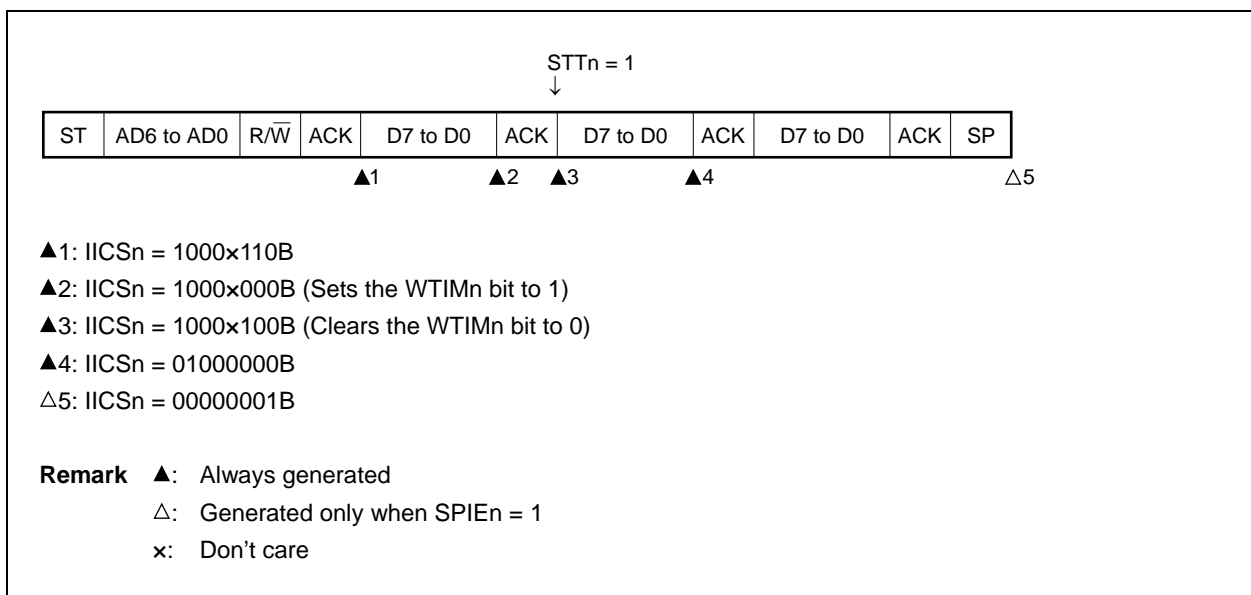 STTn = 1
↓
ST AD6 to AD0 R/W̅ ACK D7 to D0 ACK D7 to D0 ACK D7 to D0 ACK SP
▲1 ▲2 ▲3 ▲4 △5
▲1: IICSn = 1000×110B
▲2: IICSn = 1000×000B (Sets the WTIMn bit to 1)
▲3: IICSn = 1000×100B (Clears the WTIMn bit to 0)
▲4: IICSn = 01000000B
△5: IICSn = 00000001B
Remark ▲: Always generated
△: Generated only when SPIEn = 1
×: Don't care